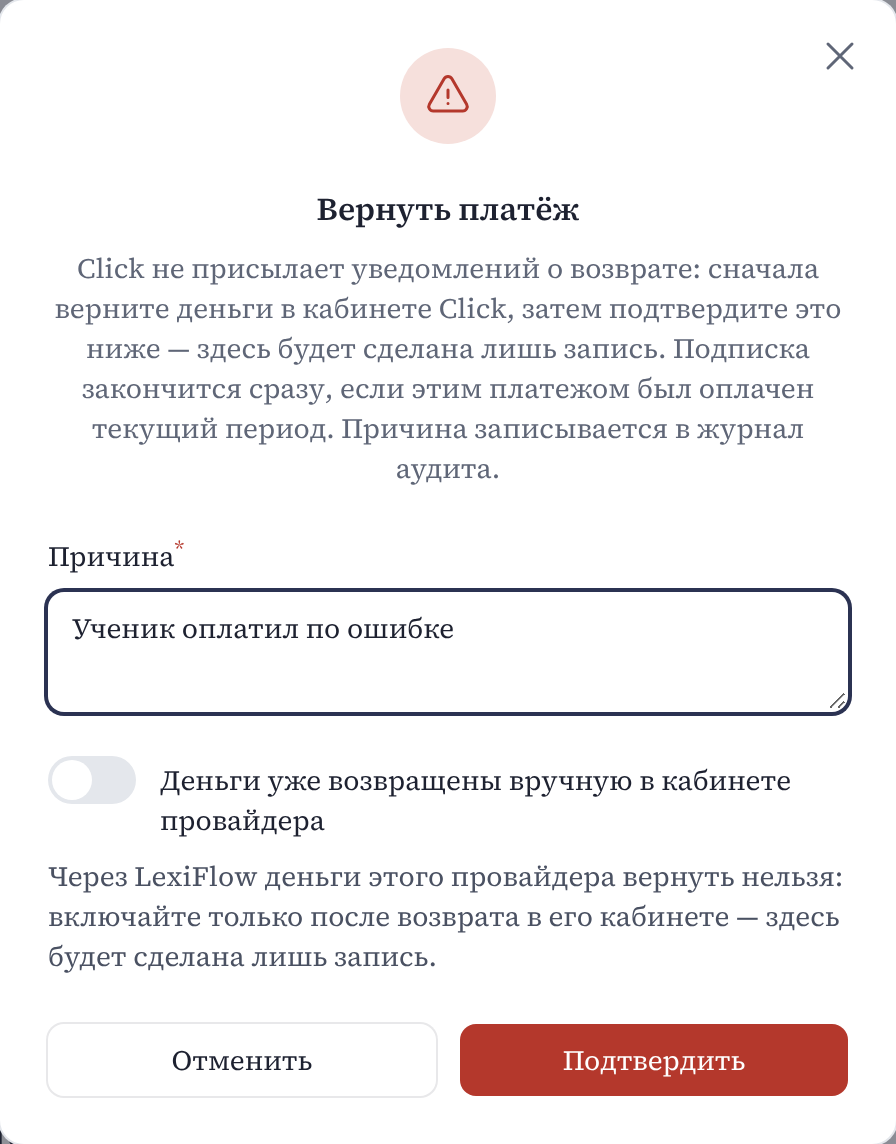 Вернуть платёж
Click не присылает уведомлений о возврате: сначала
верните деньги в кабинете Click, затем подтвердите это
ниже — здесь будет сделана лишь запись. Подписка
закончится сразу, если этим платежом был оплачен
текущий период. Причина записывается в журнал
аудита.
Причина*
Ученик оплатил по ошибке
Деньги уже возвращены вручную в кабинете
провайдера
Через LexiFlow деньги этого провайдера вернуть нельзя:
включайте только после возврата в его кабинете — здесь
будет сделана лишь запись.
Отменить
Подтвердить